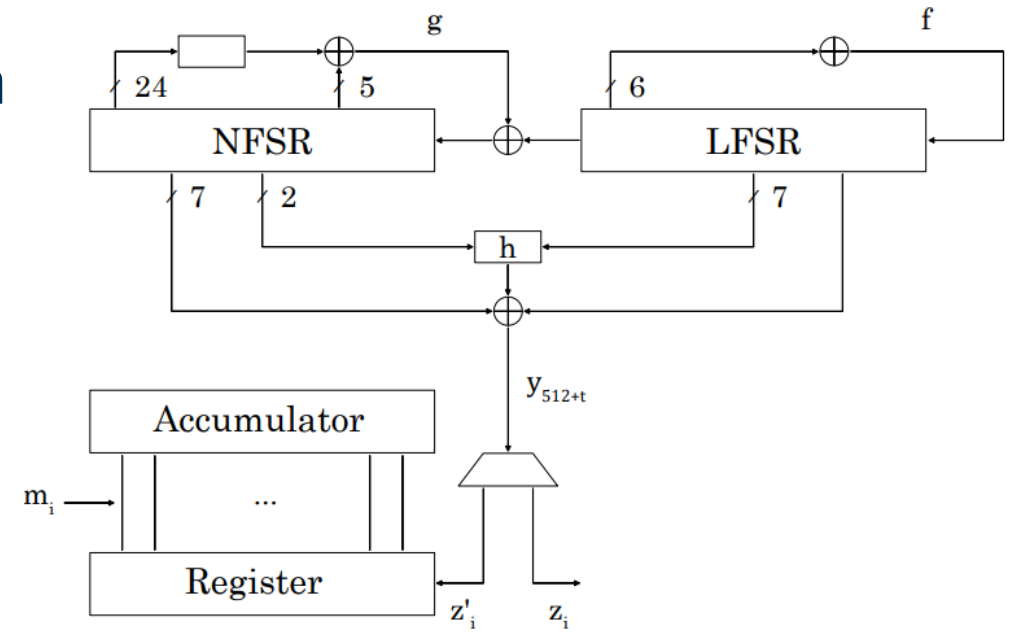 g
f
24
5
6
NFSR
LFSR
7
2
7
h
y512+t
Accumulator
mi
...
Register
z'i
zi